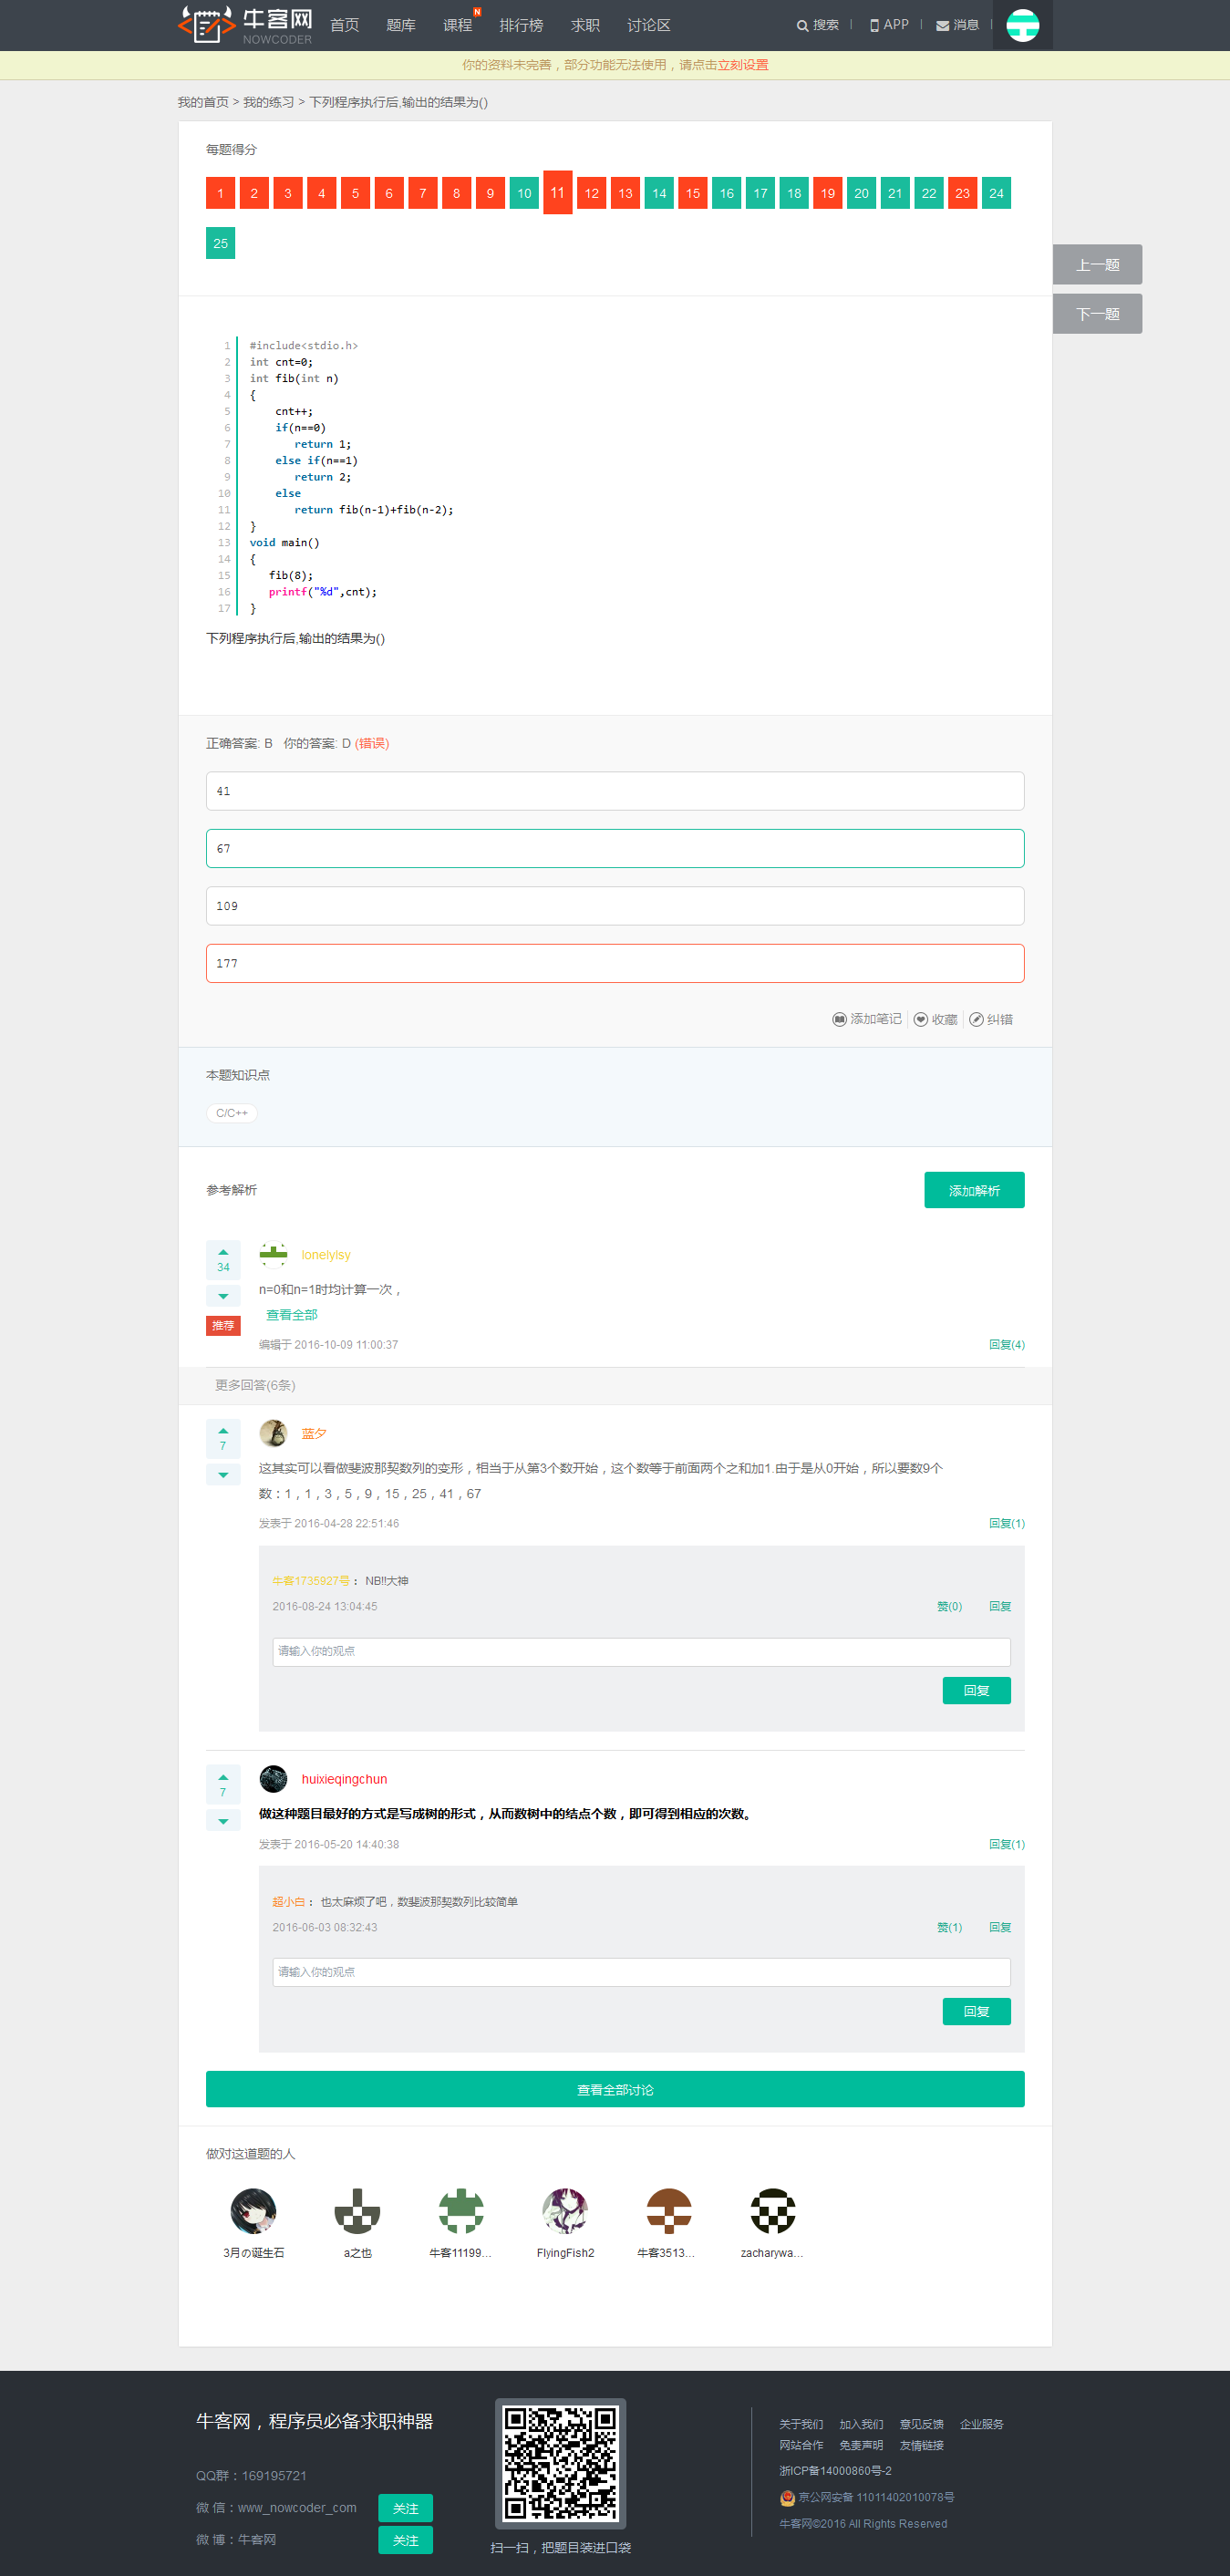 牛客网
NOWCODER
首页 题库 课程 N 排行榜 求职 讨论区 搜索 | APP | 消息 |
你的资料未完善，部分功能无法使用，请点击立刻设置
我的首页 > 我的练习 > 下列程序执行后,输出的结果为()
每题得分
1 2 3 4 5 6 7 8 9 10 11 12 13 14 15 16 17 18 19 20 21 22 23 24
25
上一题
下一题
1 #include<stdio.h>
2 int cnt=0;
3 int fib(int n)
4 {
5 cnt++;
6 if(n==0)
7 return 1;
8 else if(n==1)
9 return 2;
10 else
11 return fib(n-1)+fib(n-2);
12 }
13 void main()
14 {
15 fib(8);
16 printf("%d",cnt);
17 }
下列程序执行后,输出的结果为()
正确答案: B 你的答案: D (错误)
41
67
109
177
添加笔记 收藏 纠错
本题知识点
C/C++
参考解析 添加解析
34
lonelylsy
n=0和n=1时均计算一次，
查看全部
推荐
编辑于 2016-10-09 11:00:37 回复(4)
更多回答(6条)
7
蓝夕
这其实可以看做斐波那契数列的变形，相当于从第3个数开始，这个数等于前面两个之和加1.由于是从0开始，所以要数9个
数：1，1，3，5，9，15，25，41，67
发表于 2016-04-28 22:51:46 回复(1)
牛客1735927号： NB!!大神
2016-08-24 13:04:45 赞(0) 回复
请输入你的观点
回复
7
huixieqingchun
做这种题目最好的方式是写成树的形式，从而数树中的结点个数，即可得到相应的次数。
发表于 2016-05-20 14:40:38 回复(1)
超小白： 也太麻烦了吧，数斐波那契数列比较简单
2016-06-03 08:32:43 赞(1) 回复
请输入你的观点
回复
查看全部讨论
做对这道题的人
3月の诞生石 a之也 牛客11199... FlyingFish2 牛客3513... zacharywa...
牛客网，程序员必备求职神器
QQ群：169195721
微 信：www_nowcoder_com 关注
微 博：牛客网 关注
扫一扫，把题目装进口袋
关于我们 加入我们 意见反馈 企业服务
网站合作 免责声明 友情链接
浙ICP备14000860号-2
京公网安备 11011402010078号
牛客网©2016 All Rights Reserved